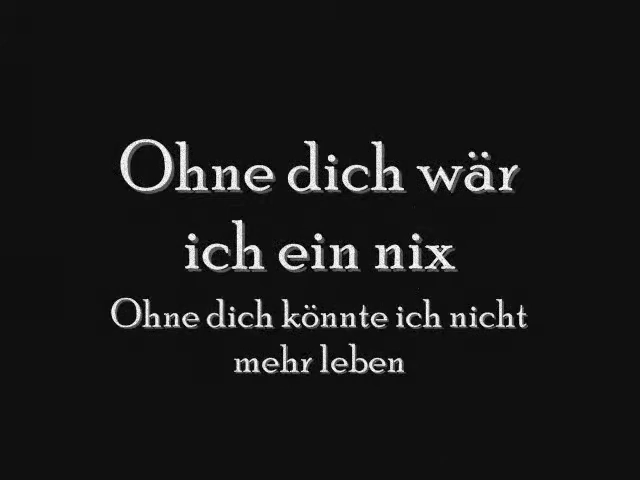 Ohne dich wär
ich ein nix
Ohne dich könnte ich nicht
mehr leben